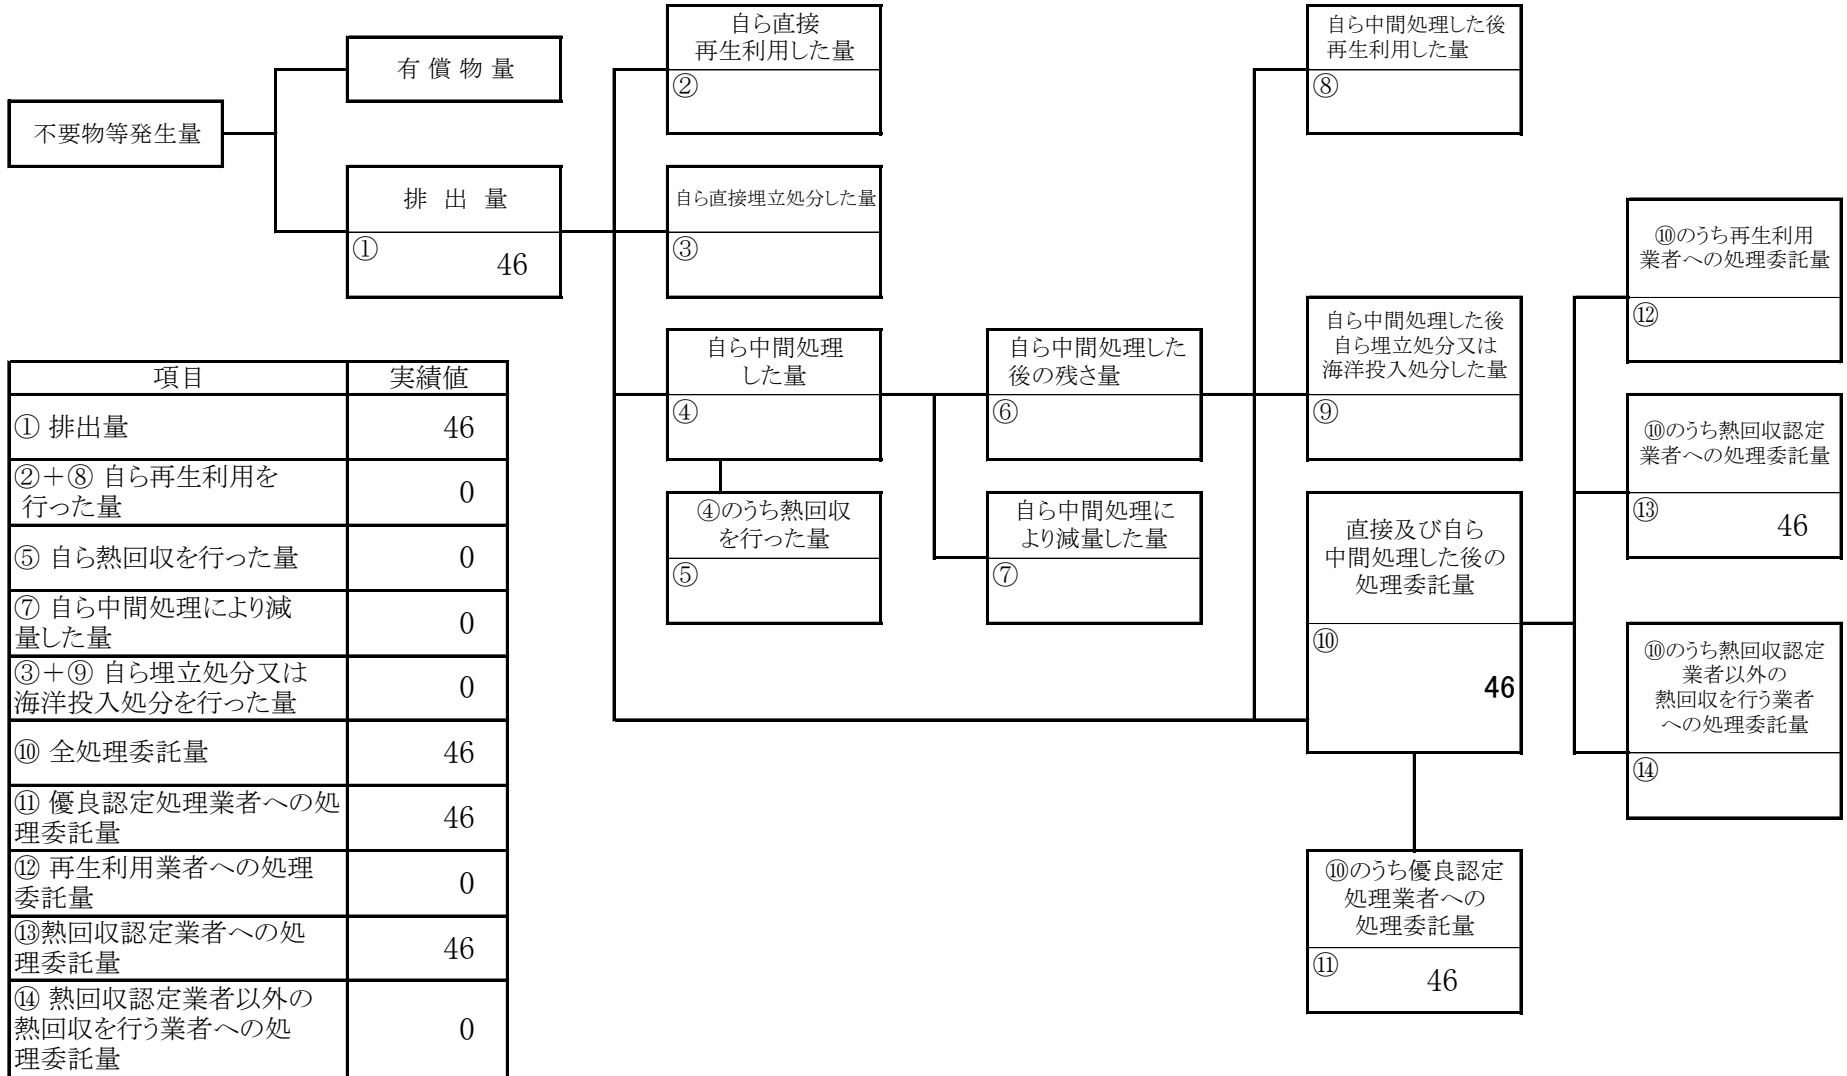 不要物等発生量
有 償 物 量
排 出 量
①
46
自ら直接
再生利用した量
②
自ら直接埋立処分した量
③
自ら中間処理
した量
④
④のうち熱回収
を行った量
⑤
自ら中間処理した
後の残さ量
⑥
自ら中間処理に
より減量した量
⑦
自ら中間処理した後
再生利用した量
⑧
自ら中間処理した後
自ら埋立処分又は
海洋投入処分した量
⑨
直接及び自ら
中間処理した後の
処理委託量
⑩
46
⑩のうち優良認定
処理業者への
処理委託量
⑪
46
⑩のうち再生利用
業者への処理委託量
⑫
⑩のうち熱回収認定
業者への処理委託量
⑬
46
⑩のうち熱回収認定
業者以外の
熱回収を行う業者
への処理委託量
⑭
項目 実績値
① 排出量 46
②＋⑧ 自ら再生利用を
行った量 0
⑤ 自ら熱回収を行った量 0
⑦ 自ら中間処理により減
量した量 0
③＋⑨ 自ら埋立処分又は
海洋投入処分を行った量 0
⑩ 全処理委託量 46
⑪ 優良認定処理業者への処
理委託量 46
⑫ 再生利用業者への処理
委託量 0
⑬熱回収認定業者への処
理委託量 46
⑭ 熱回収認定業者以外の
熱回収を行う業者への処
理委託量 0